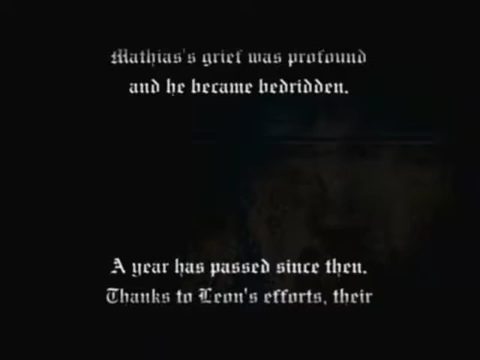 Mathias's grief was profound
and he became bedridden.
A year has passed since then.
Thanks to Leon's efforts, their